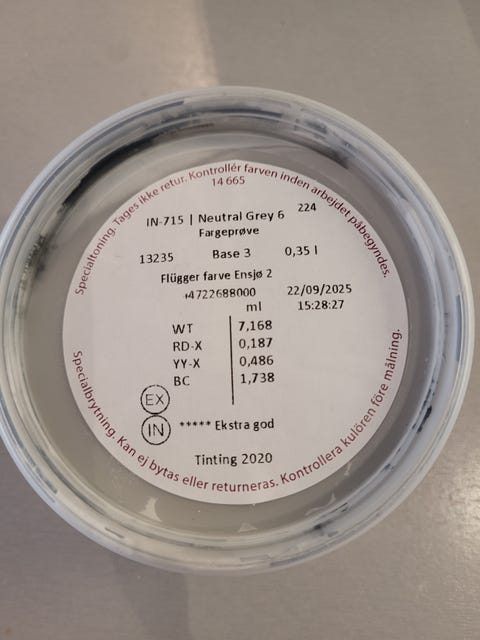 Specialtoning. Tages ikke retur. Kontrollér farven inden arbejdet påbegyndes.
14 665
IN-715 | Neutral Grey 6 224
Fargeprøve
13235 Base 3 0,35 l
Flügger farve Ensjø 2
+4722688000 22/09/2025
ml 15:28:27
WT 7,168
RD-X 0,187
YY-X 0,486
BC 1,738
EX
IN ***** Ekstra god
Tinting 2020
Specialbrytning. Kan ej bytas eller returneras. Kontrollera kulören före målning.